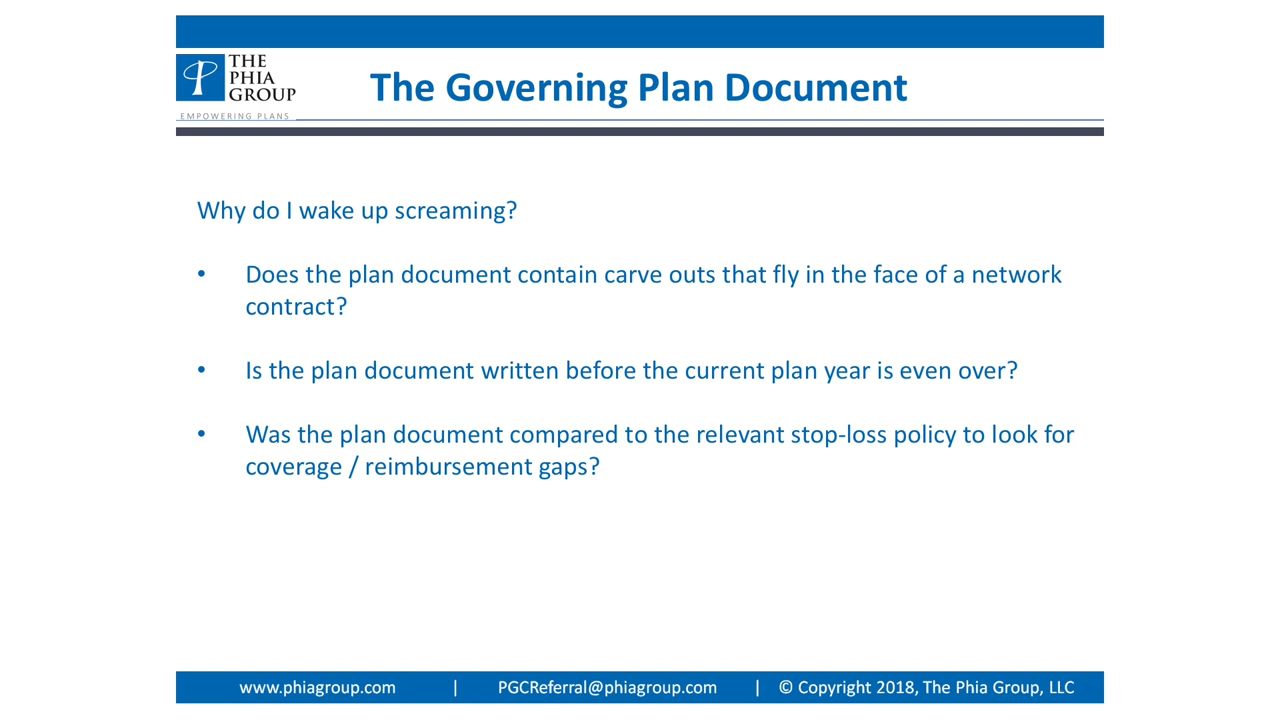 THE
PHIA
GROUP
EMPOWERING PLANS
The Governing Plan Document
Why do I wake up screaming?
• Does the plan document contain carve outs that fly in the face of a network
contract?
• Is the plan document written before the current plan year is even over?
• Was the plan document compared to the relevant stop-loss policy to look for
coverage / reimbursement gaps?
www.phiagroup.com | PGCReferral@phiagroup.com | © Copyright 2018, The Phia Group, LLC